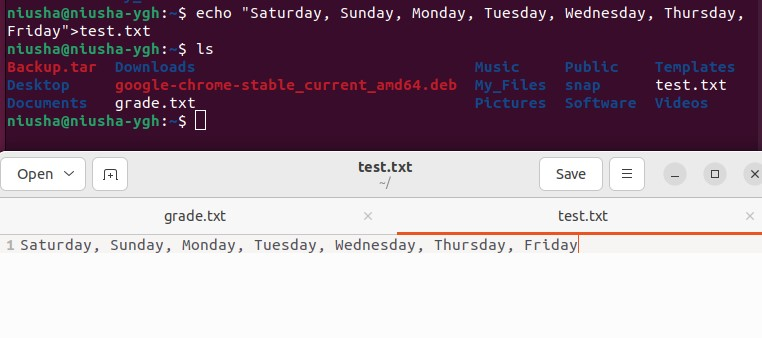 niusha@niusha-ygh:~$ echo "Saturday, Sunday, Monday, Tuesday, Wednesday, Thursday,
Friday">test.txt
niusha@niusha-ygh:~$ ls
Backup.tar Downloads Music Public Templates
Desktop google-chrome-stable_current_amd64.deb My_Files snap test.txt
Documents grade.txt Pictures Software Videos
niusha@niusha-ygh:~$
Open test.txt Save
~/
grade.txt test.txt
1 Saturday, Sunday, Monday, Tuesday, Wednesday, Thursday, Friday